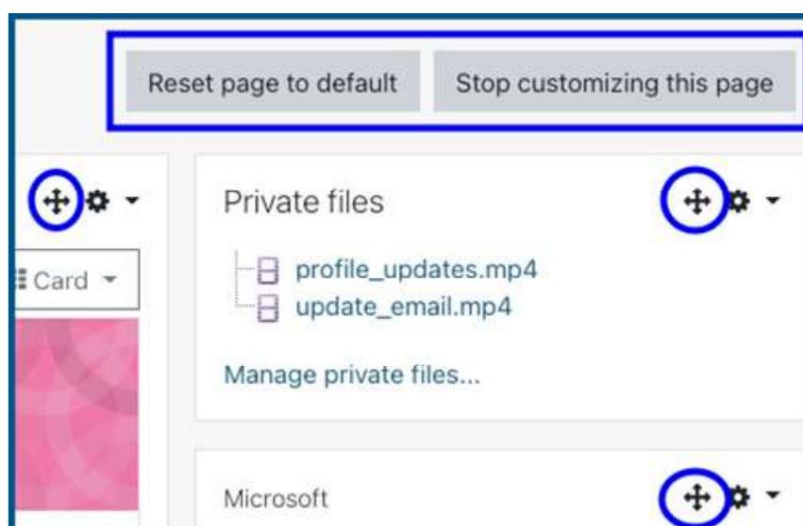 Reset page to default
Stop customizing this page
Card
Private files
profile_updates.mp4
update_email.mp4
Manage private files...
Microsoft